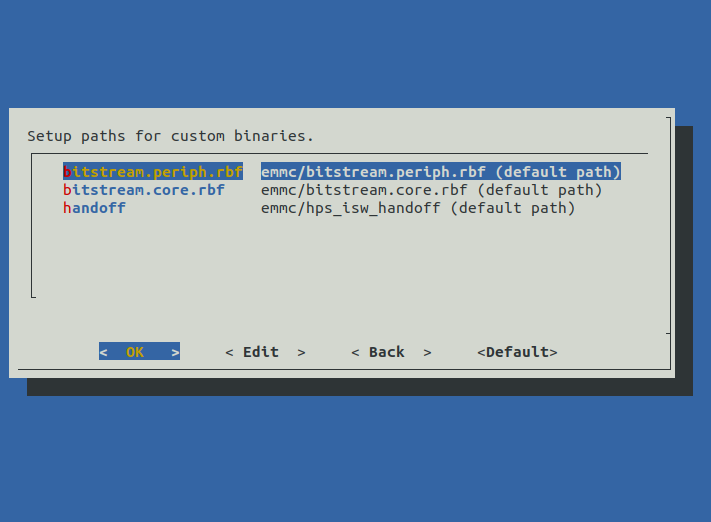 Setup paths for custom binaries.
bitstream.periph.rbf emmc/bitstream.periph.rbf (default path)
bitstream.core.rbf emmc/bitstream.core.rbf (default path)
handoff emmc/hps_isw_handoff (default path)
< OK > < Edit > < Back > <Default>